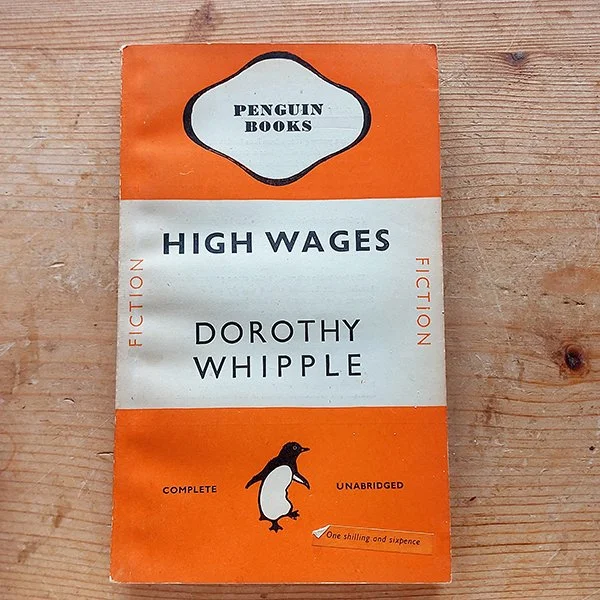 PENGUIN
BOOKS
HIGH WAGES
FICTION
FICTION
DOROTHY
WHIPPLE
COMPLETE
UNABRIDGED
One shilling and sixpence